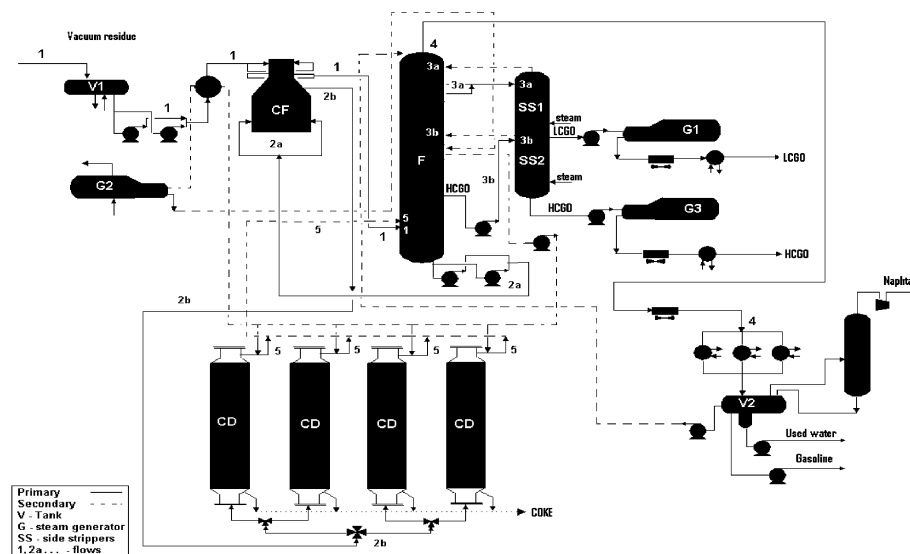 Vacuum residue
1
V1
1
1
CF
1
2b
2a
G2
4
3a
3a
3a
3b
3b
F
3b
HCGO
5
1
5
1
2a
SS1
SS2
steam
LCGO
steam
HCGO
G1
LCGO
G3
HCGO
4
Naphta
V2
Used water
Gasoline
2b
5
5
5
5
CD
CD
CD
CD
COKE
2b
Primary
Secondary
V - Tank
G - steam generator
SS - side strippers
1, 2a . . . - flows